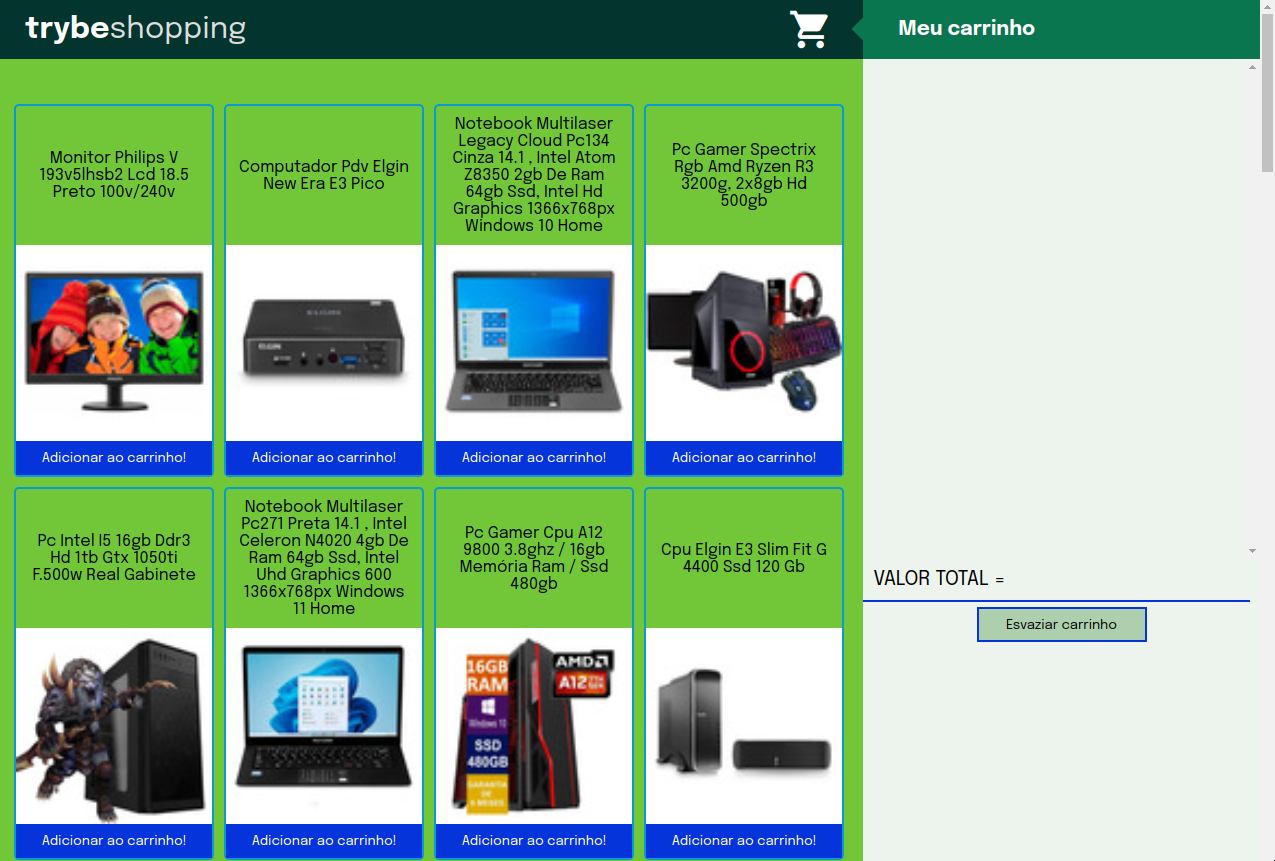 trybeshopping
Meu carrinho
Monitor Philips V
193v5lhsb2 Lcd 18.5
Preto 100v/240v
Adicionar ao carrinho!
Computador Pdv Elgin
New Era E3 Pico
ELGIN
Adicionar ao carrinho!
Notebook Multilaser
Legacy Cloud Pc134
Cinza 14.1 , Intel Atom
Z8350 2gb De Ram
64gb Ssd, Intel Hd
Graphics 1366x768px
Windows 10 Home
Adicionar ao carrinho!
Pc Gamer Spectrix
Rgb Amd Ryzen R3
3200g, 2x8gb Hd
500gb
Adicionar ao carrinho!
Pc Intel I5 16gb Ddr3
Hd 1tb Gtx 1050ti
F.500w Real Gabinete
Adicionar ao carrinho!
Notebook Multilaser
Pc271 Preta 14.1 , Intel
Celeron N4020 4gb De
Ram 64gb Ssd, Intel
Uhd Graphics 600
1366x768px Windows
11 Home
Adicionar ao carrinho!
Pc Gamer Cpu A12
9800 3.8ghz / 16gb
Memória Ram / Ssd
480gb
16GB
RAM
Windows 10
SSD
480GB
GARANTIA
DE
6 MESES
AMD
A12
Adicionar ao carrinho!
Cpu Elgin E3 Slim Fit G
4400 Ssd 120 Gb
Adicionar ao carrinho!
VALOR TOTAL =
Esvaziar carrinho